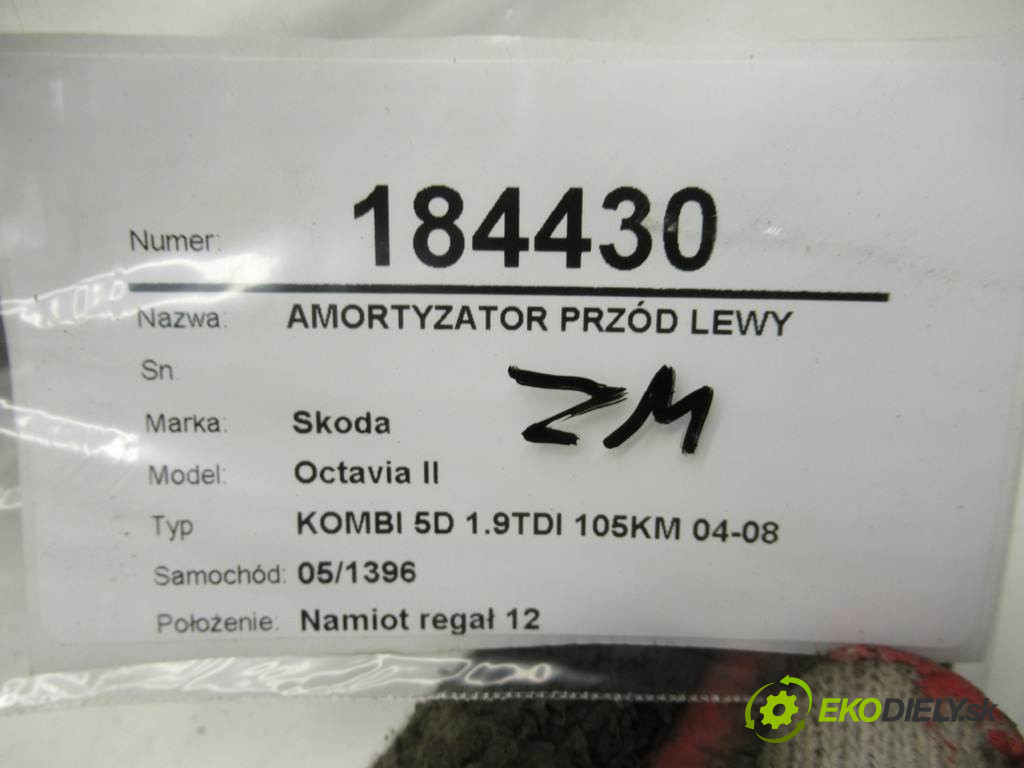 Numer: 184430
Nazwa: AMORTYZATOR PRZÓD LEWY
Sn
ZM
Marka: Skoda
Model: Octavia II
Typ KOMBI 5D 1.9TDI 105KM 04-08
Samochód: 05/1396
Położenie: Namiot regał 12
EKODIELY.sk